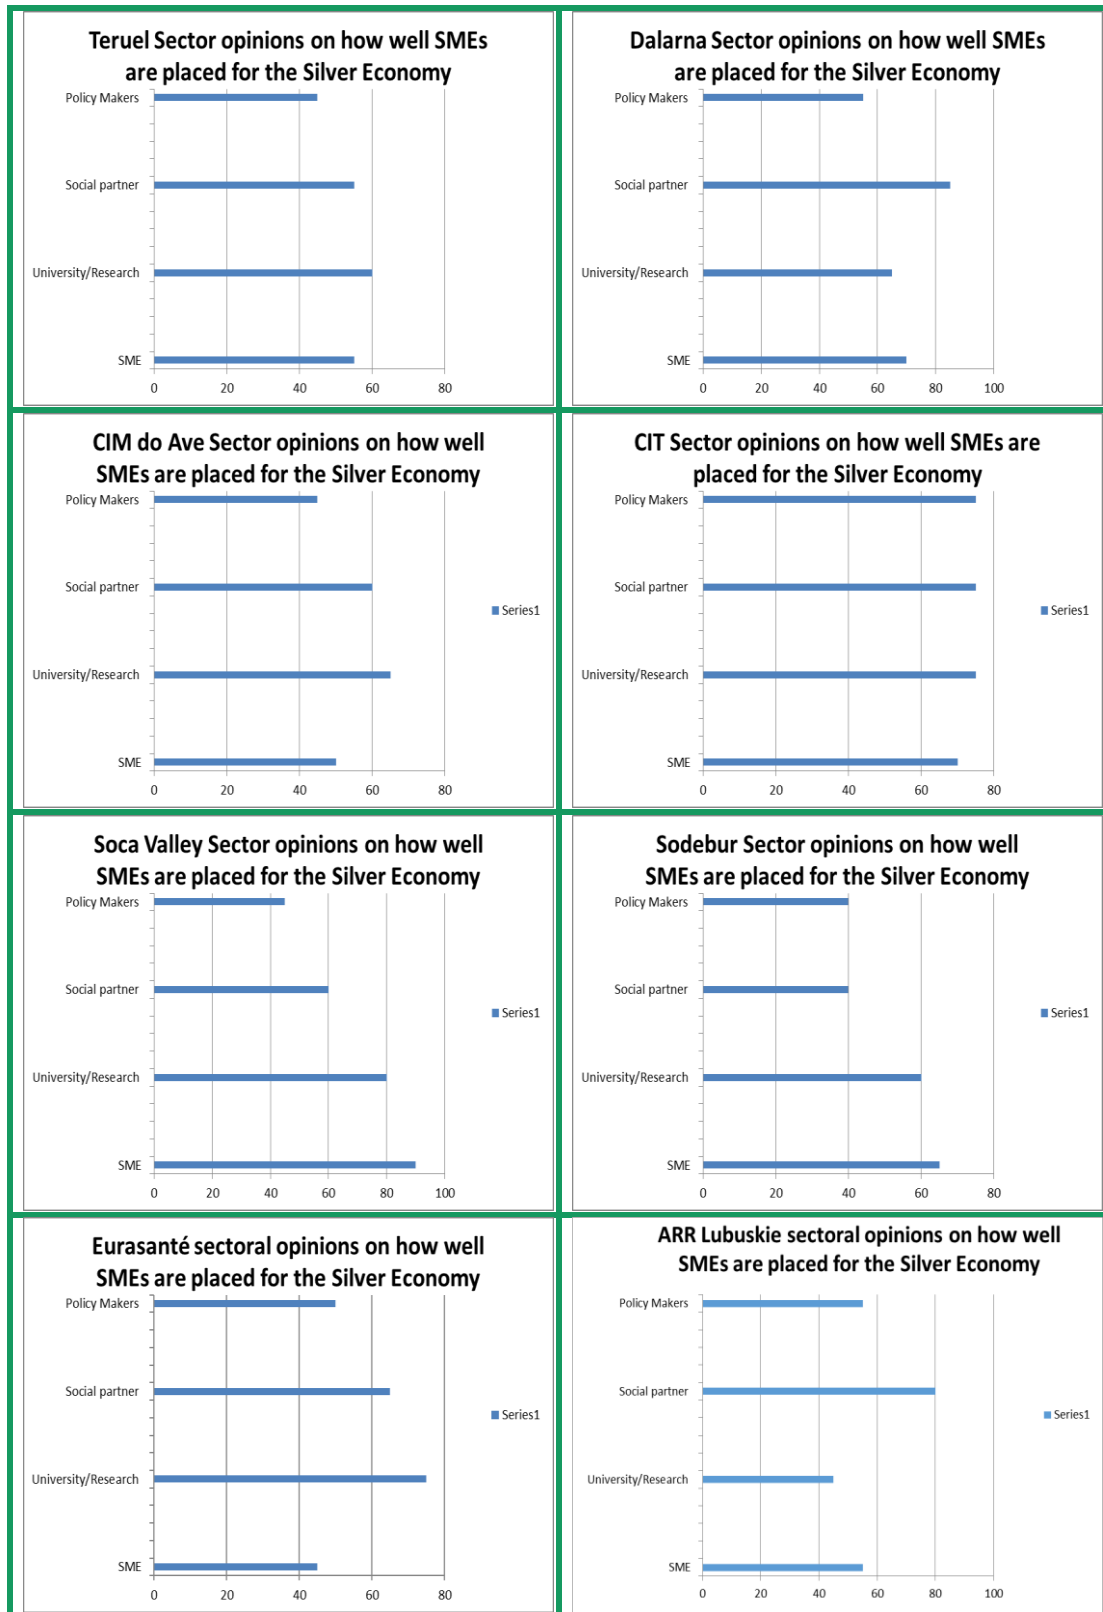 Teruel Sector opinions on how well SMEs
are placed for the Silver Economy
Policy Makers
Social partner
University/Research
SME
0 20 40 60 80
Dalarna Sector opinions on how well SMEs
are placed for the Silver Economy
Policy Makers
Social partner
University/Research
SME
0 20 40 60 80 100
CIM do Ave Sector opinions on how well
SMEs are placed for the Silver Economy
Policy Makers
Social partner
Series1
University/Research
SME
0 20 40 60 80
CIT Sector opinions on how well SMEs are
placed for the Silver Economy
Policy Makers
Social partner
Series1
University/Research
SME
0 20 40 60 80
Soca Valley Sector opinions on how well
SMEs are placed for the Silver Economy
Policy Makers
Social partner
Series1
University/Research
SME
0 20 40 60 80 100
Sodebur Sector opinions on how well
SMEs are placed for the Silver Economy
Policy Makers
Social partner
Series1
University/Research
SME
0 20 40 60 80
Eurasanté sectoral opinions on how well
SMEs are placed for the Silver Economy
Policy Makers
Social partner
Series1
University/Research
SME
0 20 40 60 80
ARR Lubuskie sectoral opinions on how well
SMEs are placed for the Silver Economy
Policy Makers
Social partner
Series1
University/Research
SME
0 20 40 60 80 100